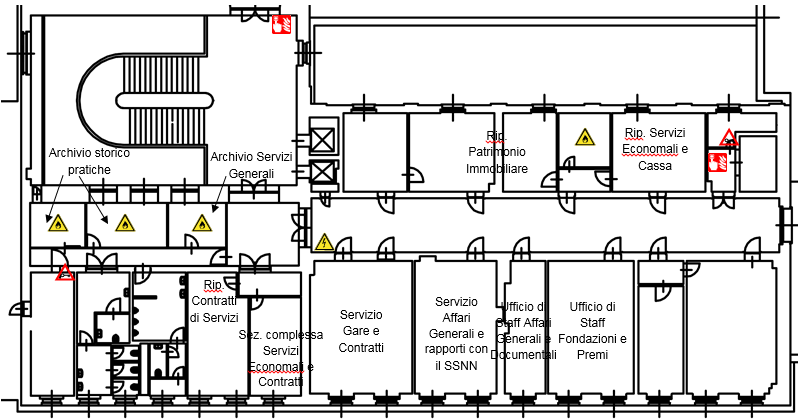 Archivio storico
pratiche
Archivio Servizi
Generali
Rip.
Patrimonio
Immobiliare
Rip. Servizi
Economali e
Cassa
Rip.
Contratti
di Servizi
Sez. complessa
Servizi
Economali e
Contratti
Servizio
Gare e
Contratti
Servizio
Affari
Generali e
rapporti con
il SSNN
Ufficio di
Staff Affari
Generali e
Documentali
Ufficio di
Staff
Fondazioni e
Premi